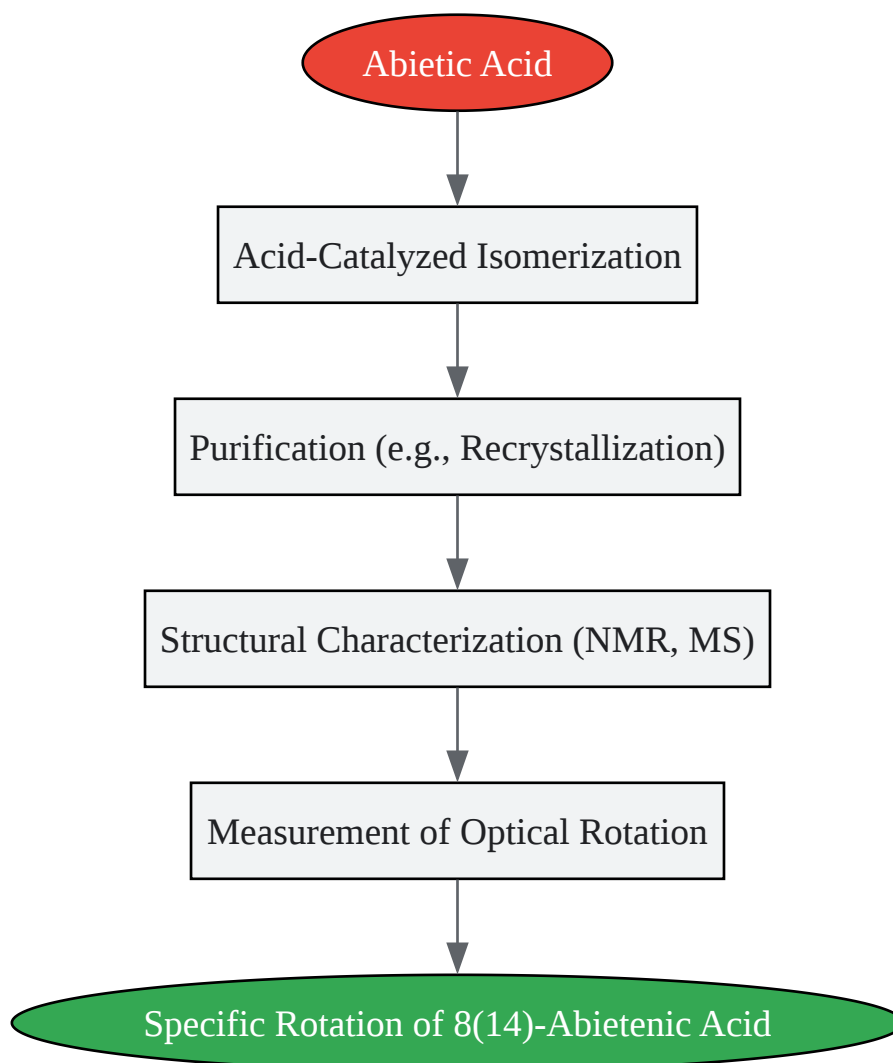 Abietic Acid
Acid-Catalyzed Isomerization
Purification (e.g., Recrystallization)
Structural Characterization (NMR, MS)
Measurement of Optical Rotation
Specific Rotation of 8(14)-Abietenic Acid